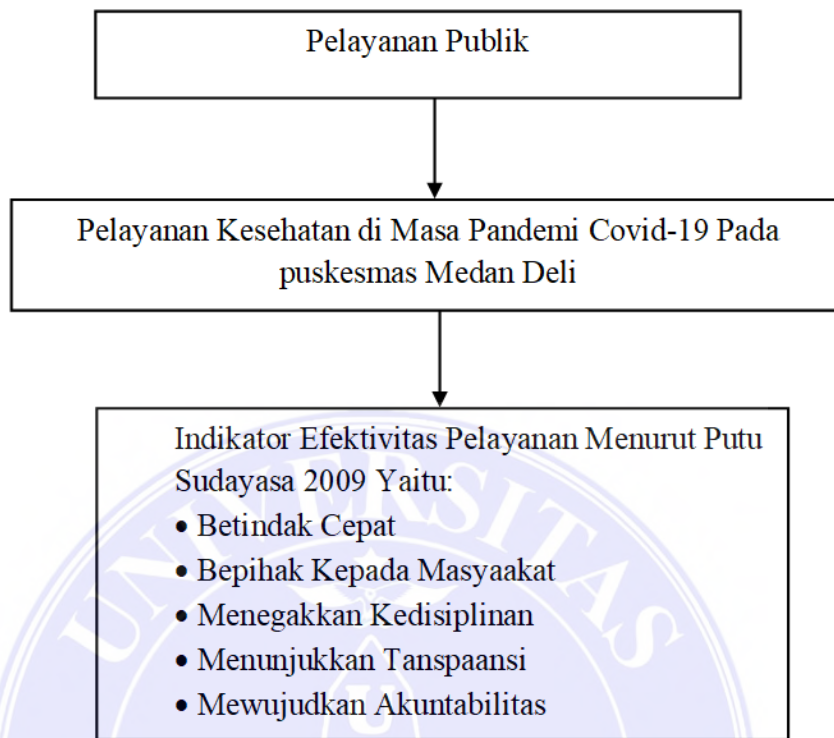 Pelayanan Publik
Pelayanan Kesehatan di Masa Pandemi Covid-19 Pada
puskesmas Medan Deli
Indikator Efektivitas Pelayanan Menurut Putu
Sudayasa 2009 Yaitu:
• Betindak Cepat
• Bepihak Kepada Masyaakat
• Menegakkan Kedisiplinan
• Menunjukkan Tanspaansi
• Mewujudkan Akuntabilitas
UNIVERSITAS
U